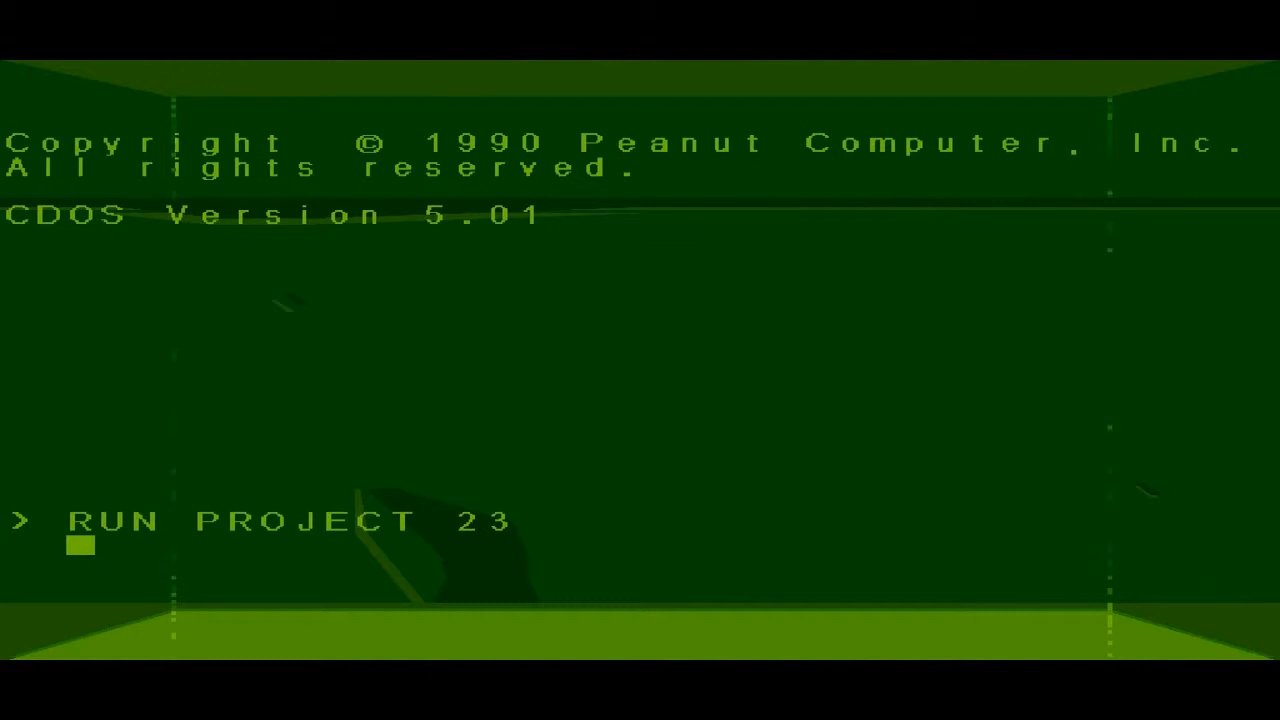 Copyright © 1990 Peanut Computer, Inc.
All rights reserved.
CDOS Version 5.01
> RUN PROJECT 23